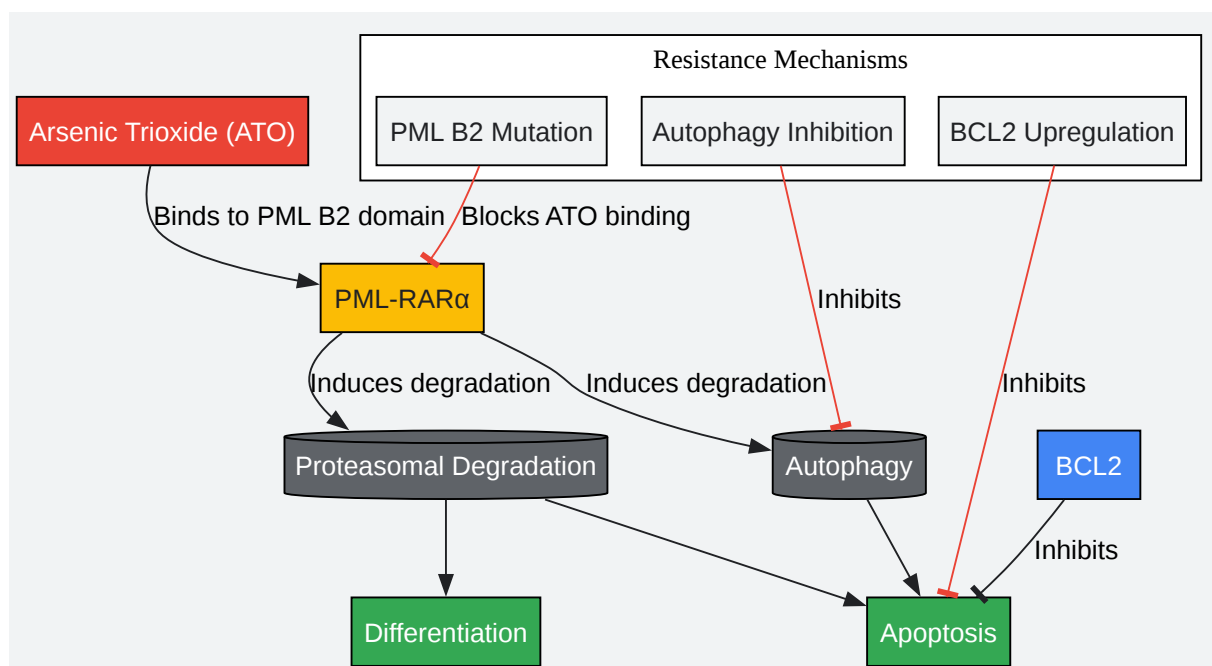 Resistance Mechanisms
Arsenic Trioxide (ATO)
PML B2 Mutation
Autophagy Inhibition
BCL2 Upregulation
Binds to PML B2 domain
Blocks ATO binding
PML-RARα
Inhibits
Induces degradation
Induces degradation
Inhibits
Proteasomal Degradation
Autophagy
BCL2
Inhibits
Differentiation
Apoptosis